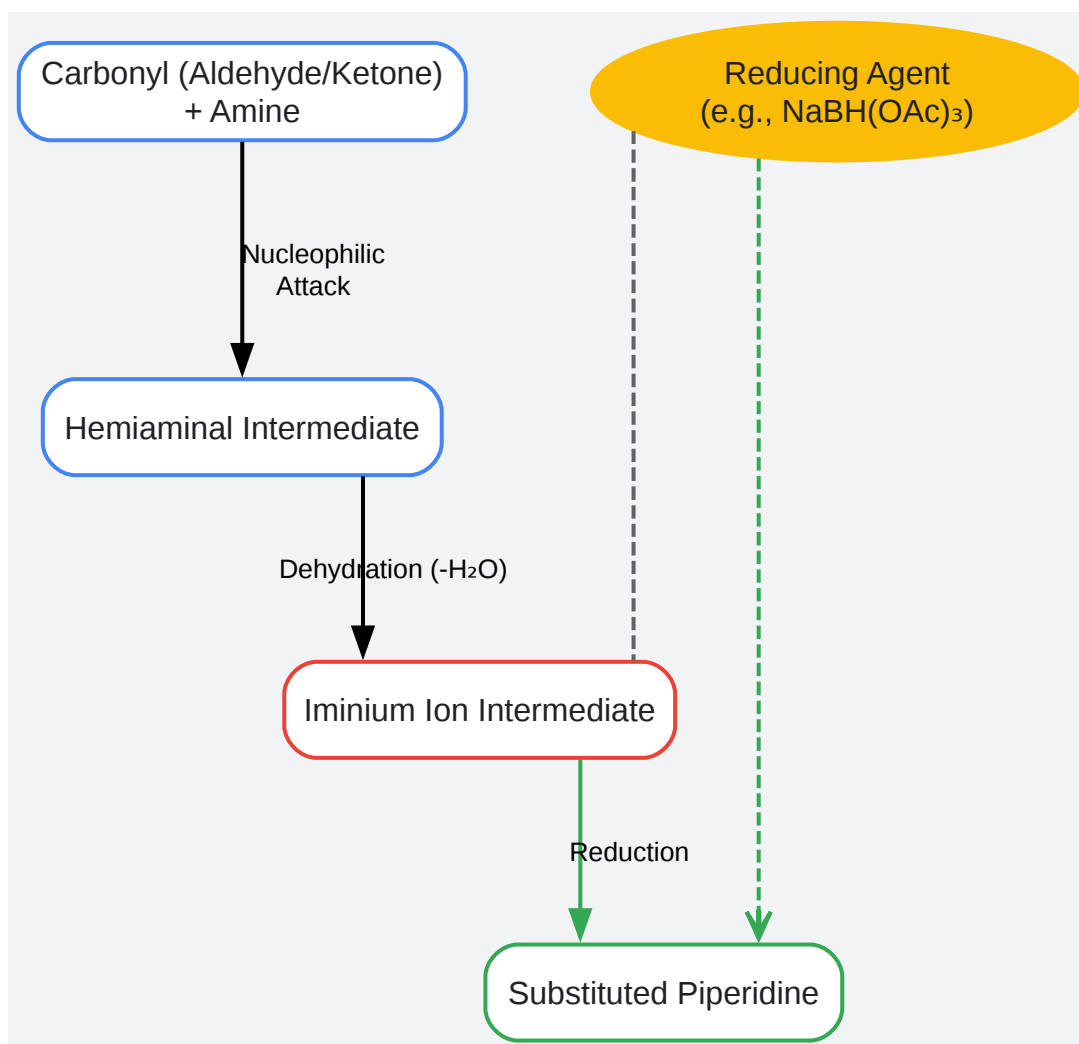 Carbonyl (Aldehyde/Ketone)
+ Amine
Reducing Agent
(e.g., NaBH(OAc)₃)
Nucleophilic
Attack
Hemiaminal Intermediate
Dehydration (-H₂O)
Iminium Ion Intermediate
Reduction
Substituted Piperidine